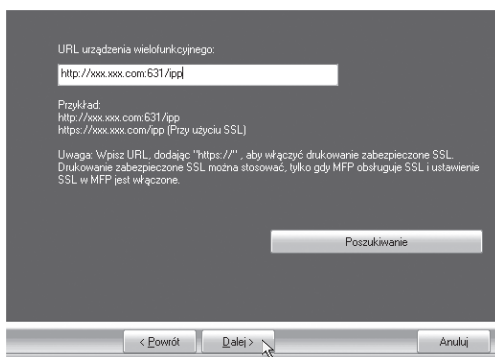 URL urządzenia wielofunkcyjnego:
http://xxx.xxx.com:631/ipp
Przykład:
http://xxx.xxx.com:631/ipp
https://xxx.xxx.com/ipp (Przy użyciu SSL)
Uwaga: Wpisz URL, dodając "https://" , aby włączyć drukowanie zabezpieczone SSL.
Drukowanie zabezpieczone SSL można stosować, tylko gdy MFP obsługuje SSL i ustawienie
SSL w MFP jest włączone.
Poszukiwanie
< Powrót Dalej > Anuluj